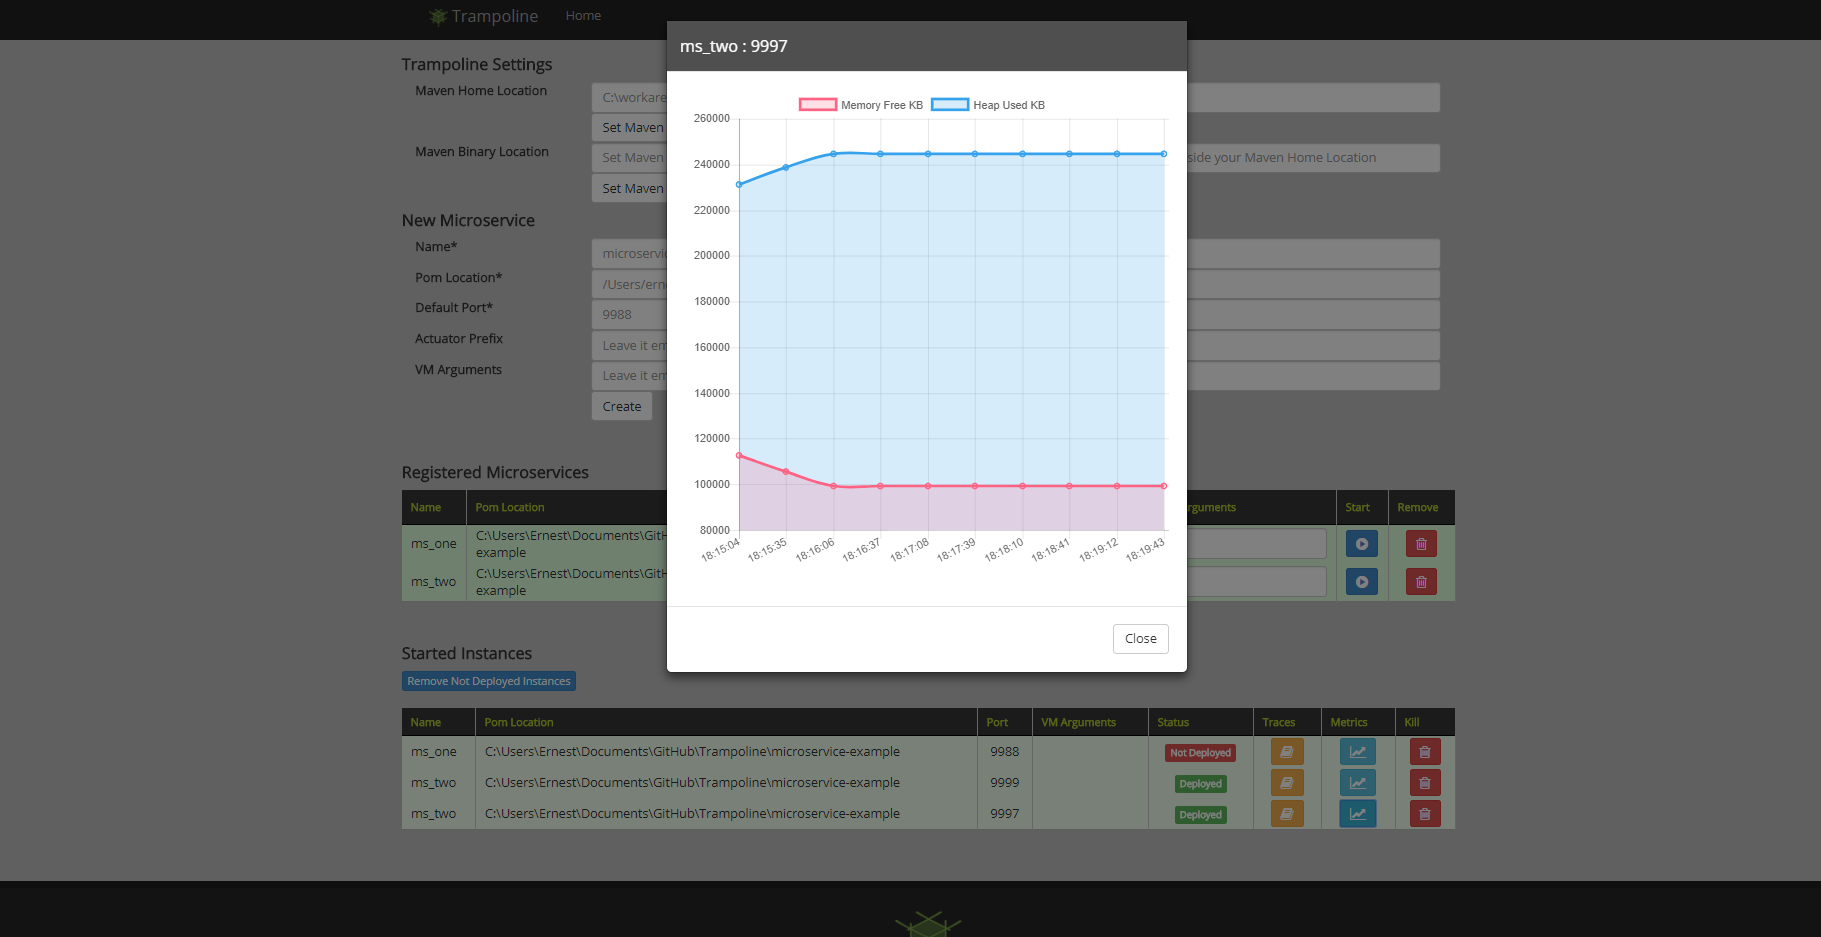 Trampoline Home
ms_two : 9997
Trampoline Settings
Maven Home Location
C:\workare
Set Maven
Maven Binary Location
Set Maven
side your Maven Home Location
Set Maven
New Microservice
Name*
microservic
Pom Location*
/Users/ern
Default Port*
9988
Actuator Prefix
Leave it em
VM Arguments
Leave it em
Create
Memory Free KB Heap Used KB
260000
240000
220000
200000
180000
160000
140000
120000
100000
80000
18:15:04 18:15:35 18:16:06 18:16:37 18:17:08 18:17:39 18:18:10 18:18:41 18:19:12 18:19:43
Close
Registered Microservices
Name Pom Location rguments Start Remove
ms_one C:\Users\Ernest\Documents\GitH
example
ms_two C:\Users\Ernest\Documents\GitH
example
Started Instances
Remove Not Deployed Instances
Name Pom Location Port VM Arguments Status Traces Metrics Kill
ms_one C:\Users\Ernest\Documents\GitHub\Trampoline\microservice-example 9988 Not Deployed
ms_two C:\Users\Ernest\Documents\GitHub\Trampoline\microservice-example 9999 Deployed
ms_two C:\Users\Ernest\Documents\GitHub\Trampoline\microservice-example 9997 Deployed